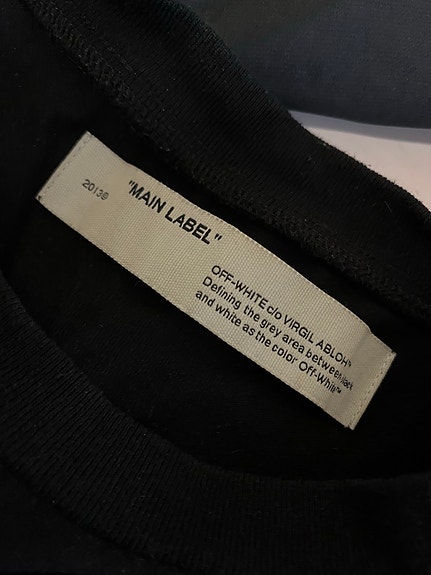 2013©
"MAIN LABEL"
OFF-WHITE c/o VIRGIL ABLOH™
Defining the grey area between black
and white as the color Off-White™